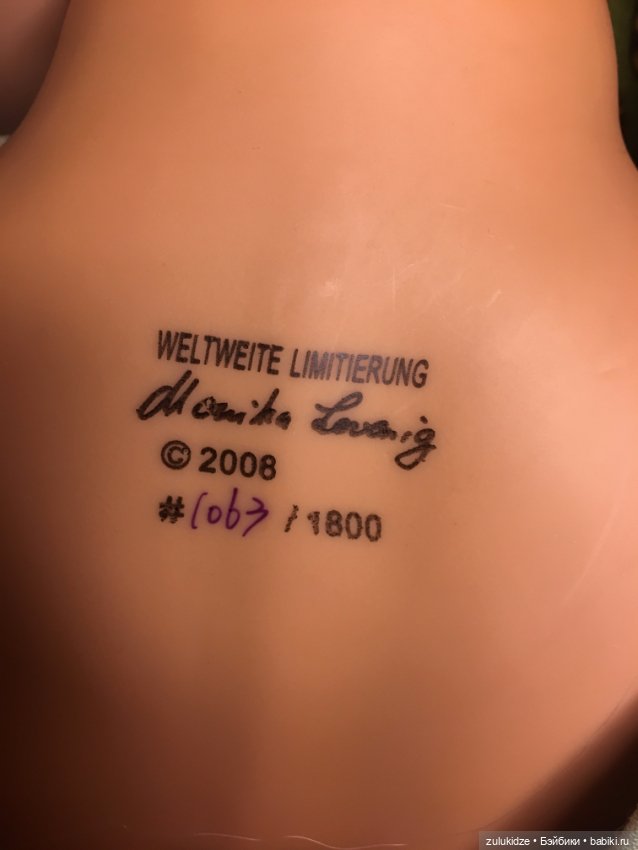 WELTWEITE LIMITIERUNG
Monika Levenig
© 2008
#1063 / 1800
zulukidze • Бэйбики • babiki.ru